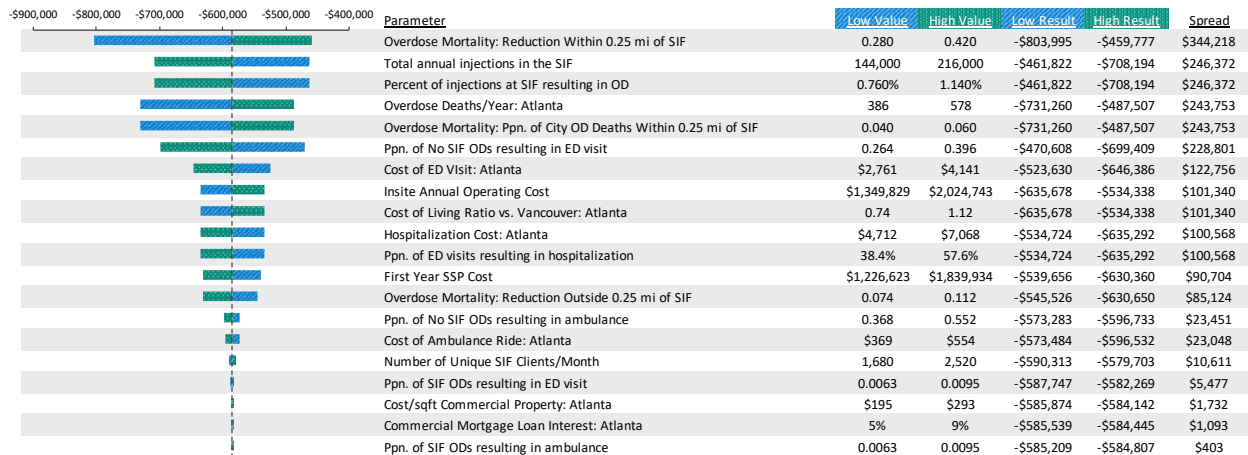 -$900,000 -$800,000 -$700,000 -$600,000 -$500,000 -$400,000
Parameter Low Value High Value Low Result High Result Spread
Overdose Mortality: Reduction Within 0.25 mi of SIF 0.280 0.420 -$803,995 -$459,777 $344,218
Total annual injections in the SIF 144,000 216,000 -$461,822 -$708,194 $246,372
Percent of injections at SIF resulting in OD 0.760% 1.140% -$461,822 -$708,194 $246,372
Overdose Deaths/Year: Atlanta 386 578 -$731,260 -$487,507 $243,753
Overdose Mortality: Ppn. of City OD Deaths Within 0.25 mi of SIF 0.040 0.060 -$731,260 -$487,507 $243,753
Ppn. of No SIF ODs resulting in ED visit 0.264 0.396 -$470,608 -$699,409 $228,801
Cost of ED VIsit: Atlanta $2,761 $4,141 -$523,630 -$646,386 $122,756
Insite Annual Operating Cost $1,349,829 $2,024,743 -$635,678 -$534,338 $101,340
Cost of Living Ratio vs. Vancouver: Atlanta 0.74 1.12 -$635,678 -$534,338 $101,340
Hospitalization Cost: Atlanta $4,712 $7,068 -$534,724 -$635,292 $100,568
Ppn. of ED visits resulting in hospitalization 38.4% 57.6% -$534,724 -$635,292 $100,568
First Year SSP Cost $1,226,623 $1,839,934 -$539,656 -$630,360 $90,704
Overdose Mortality: Reduction Outside 0.25 mi of SIF 0.074 0.112 -$545,526 -$630,650 $85,124
Ppn. of No SIF ODs resulting in ambulance 0.368 0.552 -$573,283 -$596,733 $23,451
Cost of Ambulance Ride: Atlanta $369 $554 -$573,484 -$596,532 $23,048
Number of Unique SIF Clients/Month 1,680 2,520 -$590,313 -$579,703 $10,611
Ppn. of SIF ODs resulting in ED visit 0.0063 0.0095 -$587,747 -$582,269 $5,477
Cost/sqft Commercial Property: Atlanta $195 $293 -$585,874 -$584,142 $1,732
Commercial Mortgage Loan Interest: Atlanta 5% 9% -$585,539 -$584,445 $1,093
Ppn. of SIF ODs resulting in ambulance 0.0063 0.0095 -$585,209 -$584,807 $403